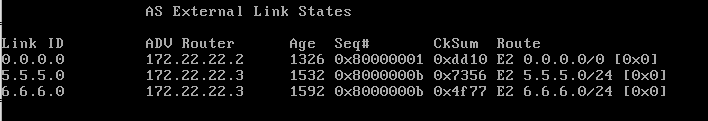 AS External Link States
Link ID ADV Router Age Seq# CkSum Route
0.0.0.0 172.22.22.2 1326 0x80000001 0xdd10 E2 0.0.0.0/0 [0x0]
5.5.5.0 172.22.22.3 1532 0x8000000b 0x7356 E2 5.5.5.0/24 [0x0]
6.6.6.0 172.22.22.3 1592 0x8000000b 0x4f77 E2 6.6.6.0/24 [0x0]